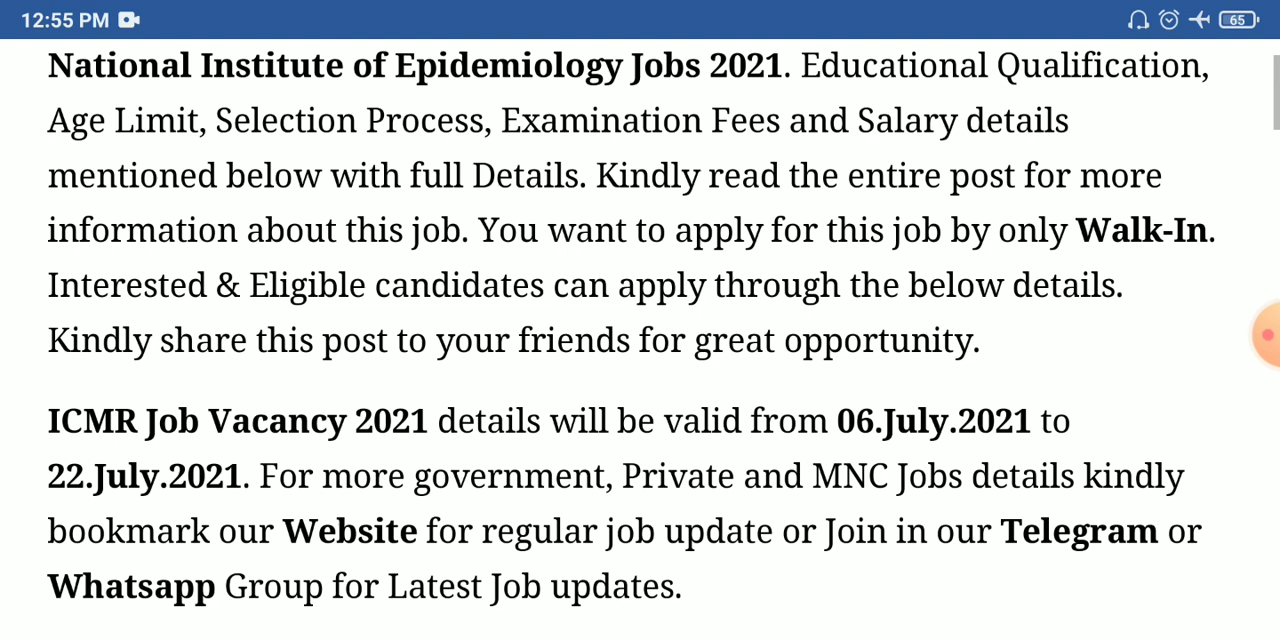 12:55 PM 65
National Institute of Epidemiology Jobs 2021. Educational Qualification,
Age Limit, Selection Process, Examination Fees and Salary details
mentioned below with full Details. Kindly read the entire post for more
information about this job. You want to apply for this job by only Walk-In.
Interested & Eligible candidates can apply through the below details.
Kindly share this post to your friends for great opportunity.
ICMR Job Vacancy 2021 details will be valid from 06.July.2021 to
22.July.2021. For more government, Private and MNC Jobs details kindly
bookmark our Website for regular job update or Join in our Telegram or
Whatsapp Group for Latest Job updates.